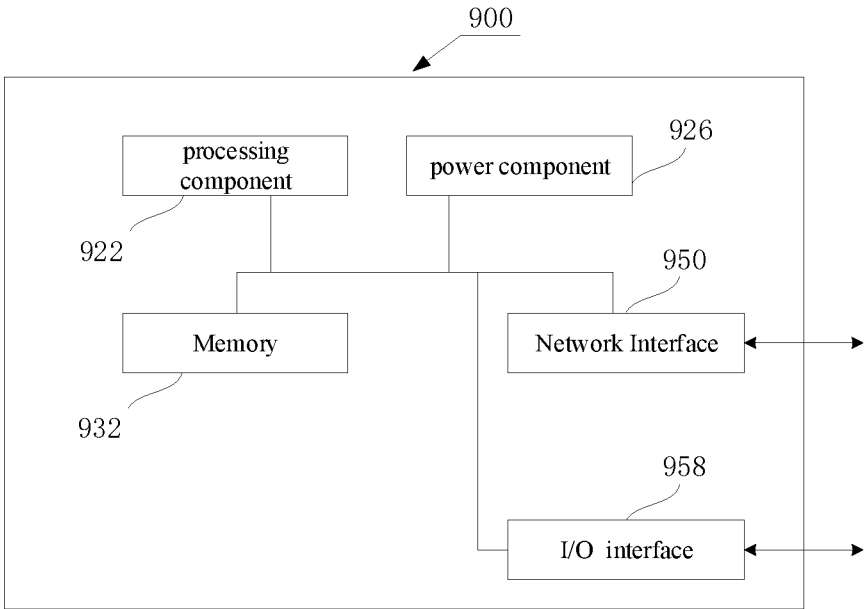 900
processing
component
power component
926
922
950
Memory
Network Interface
932
958
I/O interface